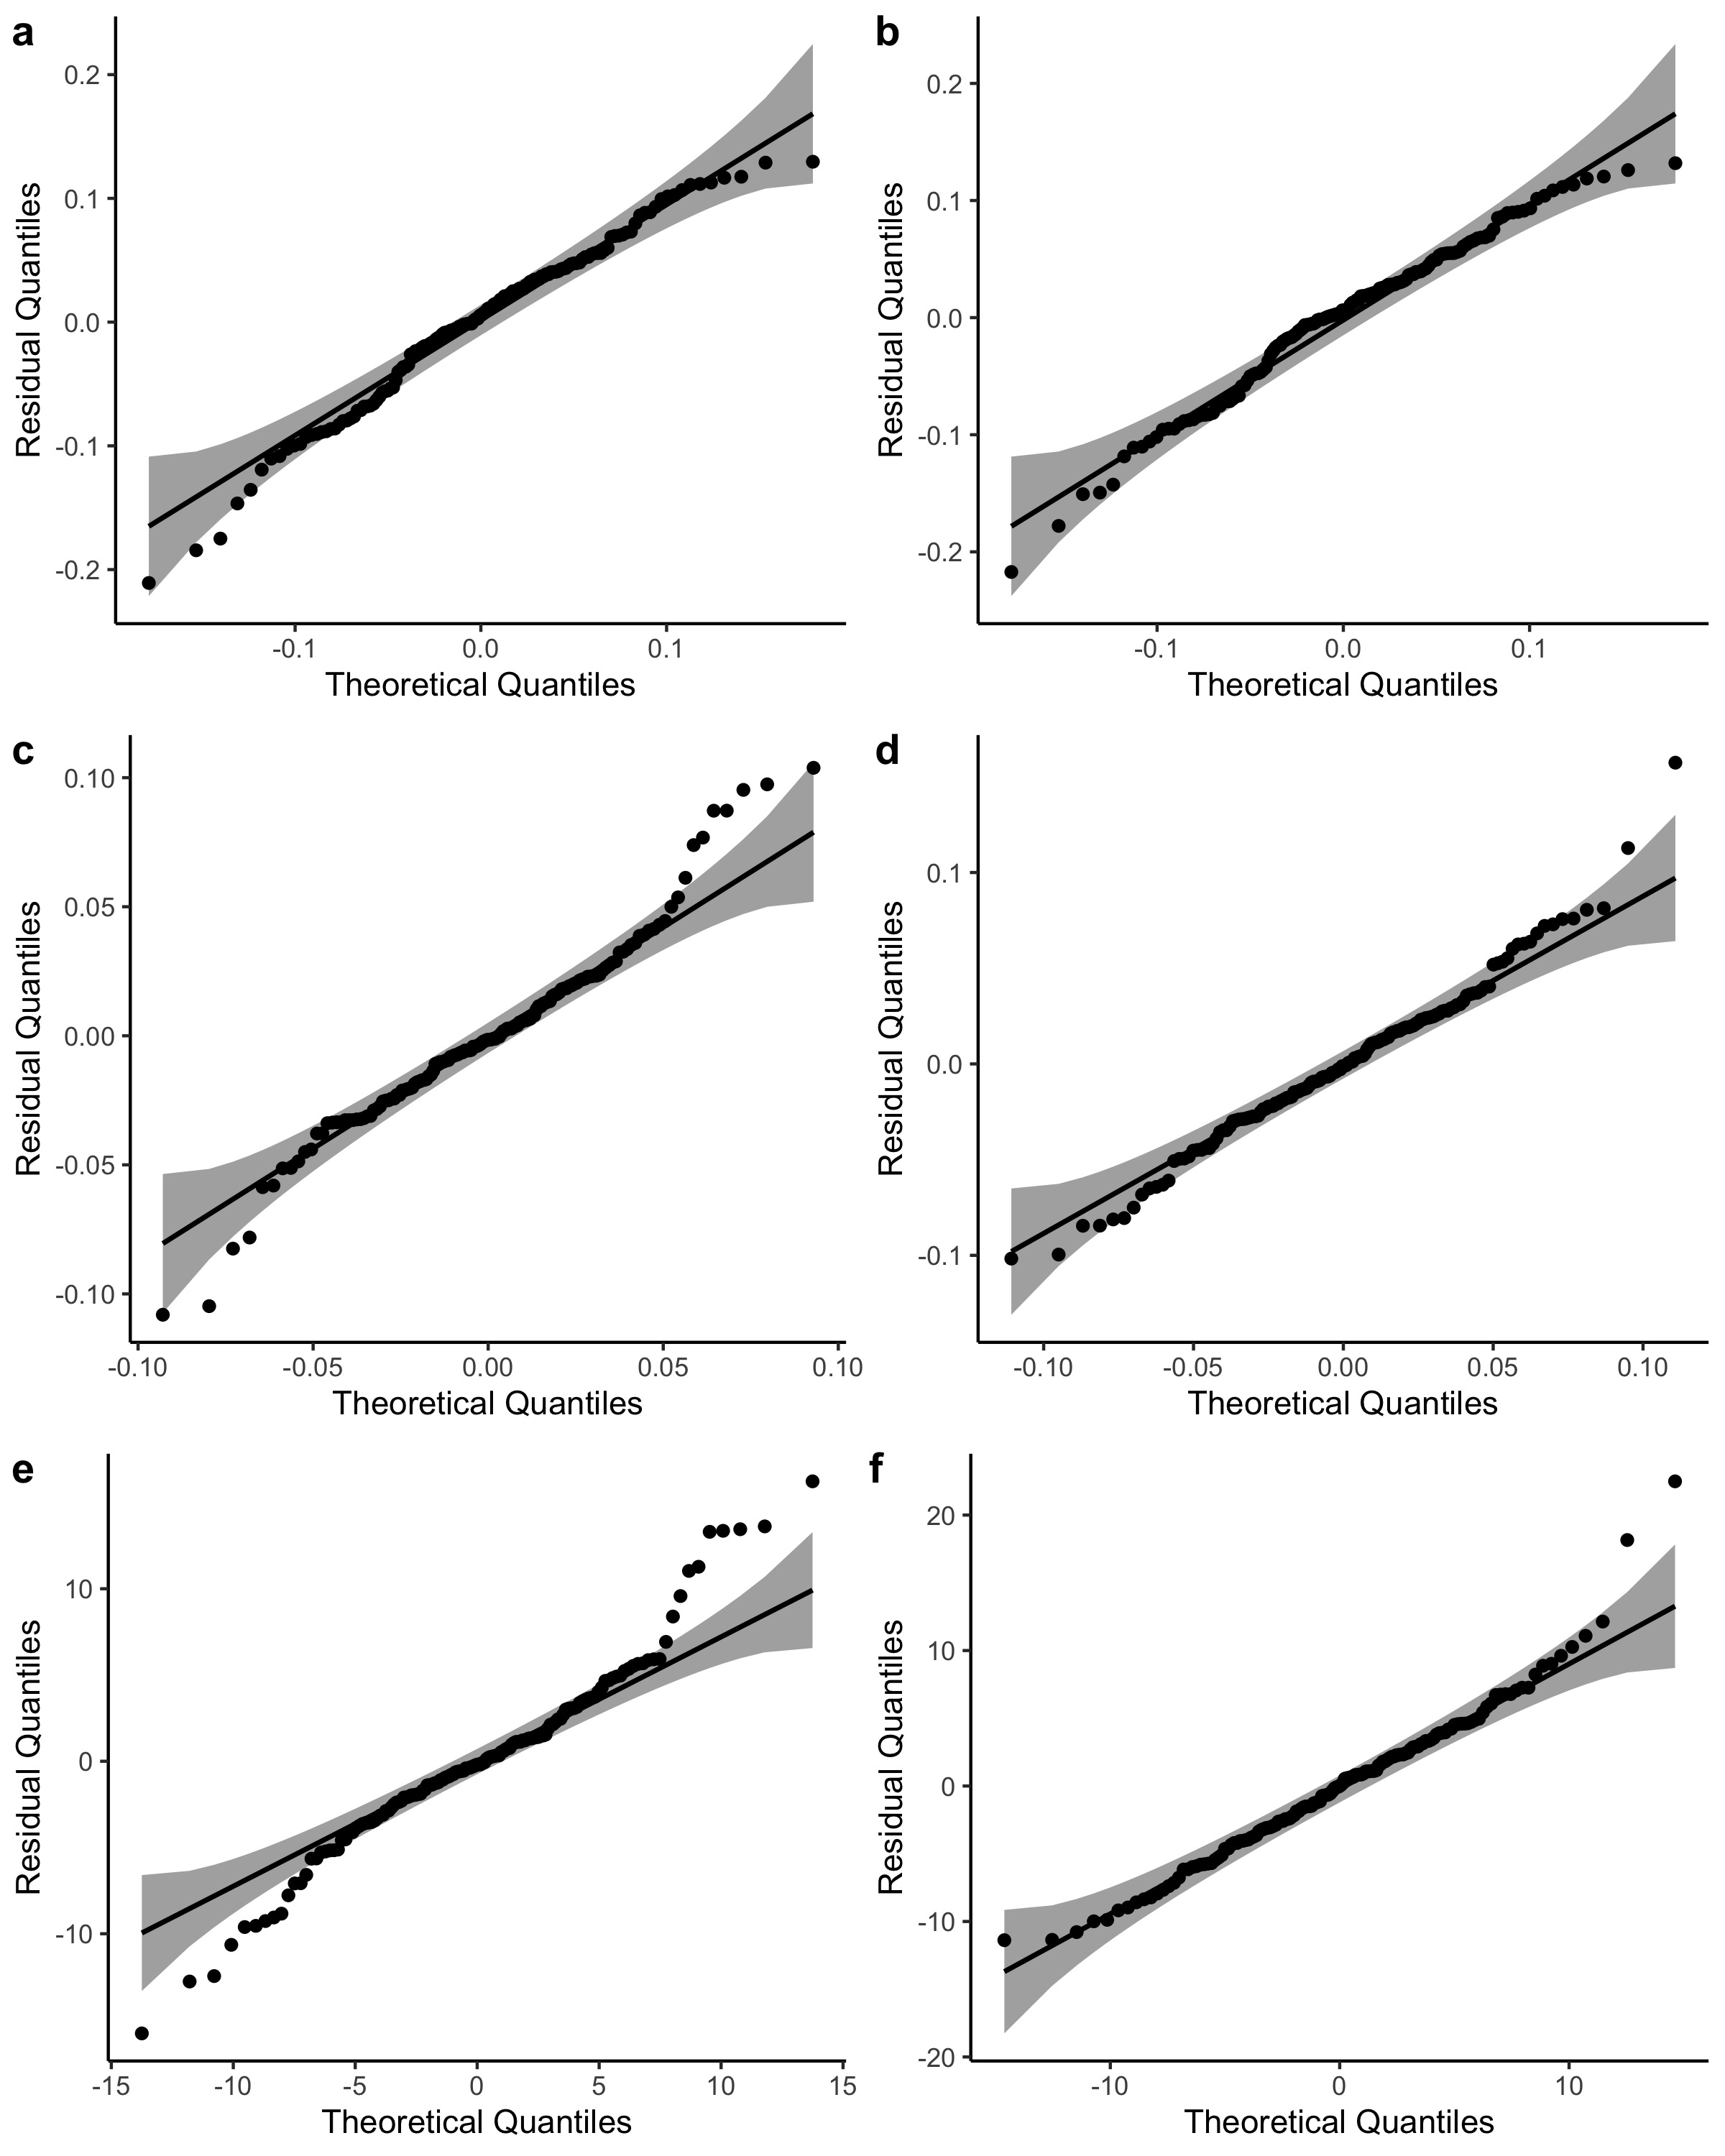 a
0.2
0.1
0.0
-0.1
-0.2
Residual Quantiles
-0.1 0.0 0.1
Theoretical Quantiles
b
0.2
0.1
0.0
-0.1
-0.2
Residual Quantiles
-0.1 0.0 0.1
Theoretical Quantiles
c
0.10
0.05
0.00
-0.05
-0.10
Residual Quantiles
-0.10 -0.05 0.00 0.05 0.10
Theoretical Quantiles
d
0.1
0.0
-0.1
Residual Quantiles
-0.10 -0.05 0.00 0.05 0.10
Theoretical Quantiles
e
10
0
-10
Residual Quantiles
-15 -10 -5 0 5 10 15
Theoretical Quantiles
f
20
10
0
-10
-20
Residual Quantiles
-10 0 10
Theoretical Quantiles